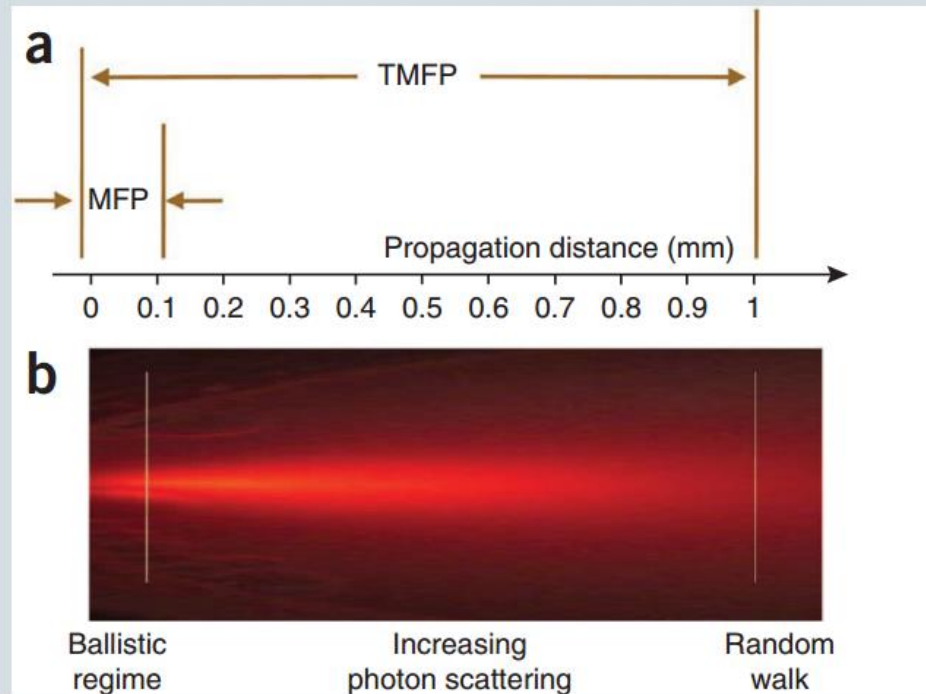 a
TMFP
MFP
Propagation distance (mm)
0 0.1 0.2 0.3 0.4 0.5 0.6 0.7 0.8 0.9 1
b
Ballistic
regime
Increasing
photon scattering
Random
walk